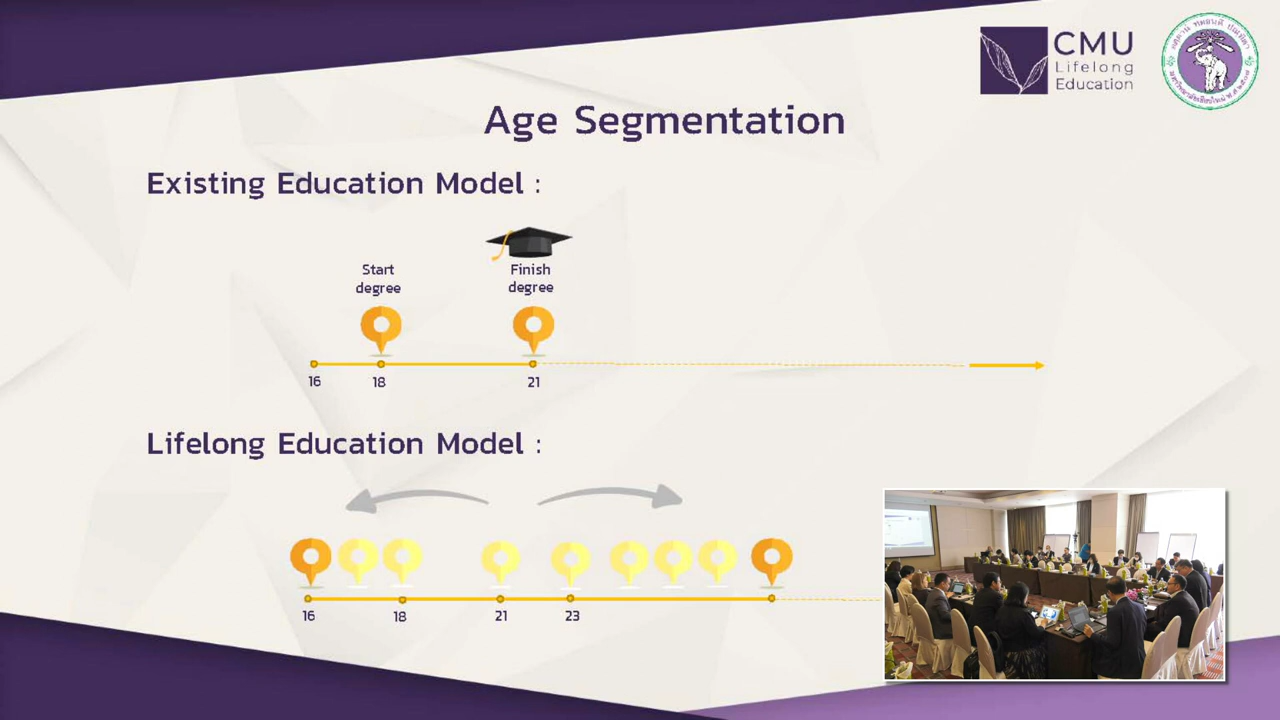 CMU
Lifelong
Education
Age Segmentation
Existing Education Model :
Start
degree
Finish
degree
16
18
21
Lifelong Education Model :
16
18
21
23